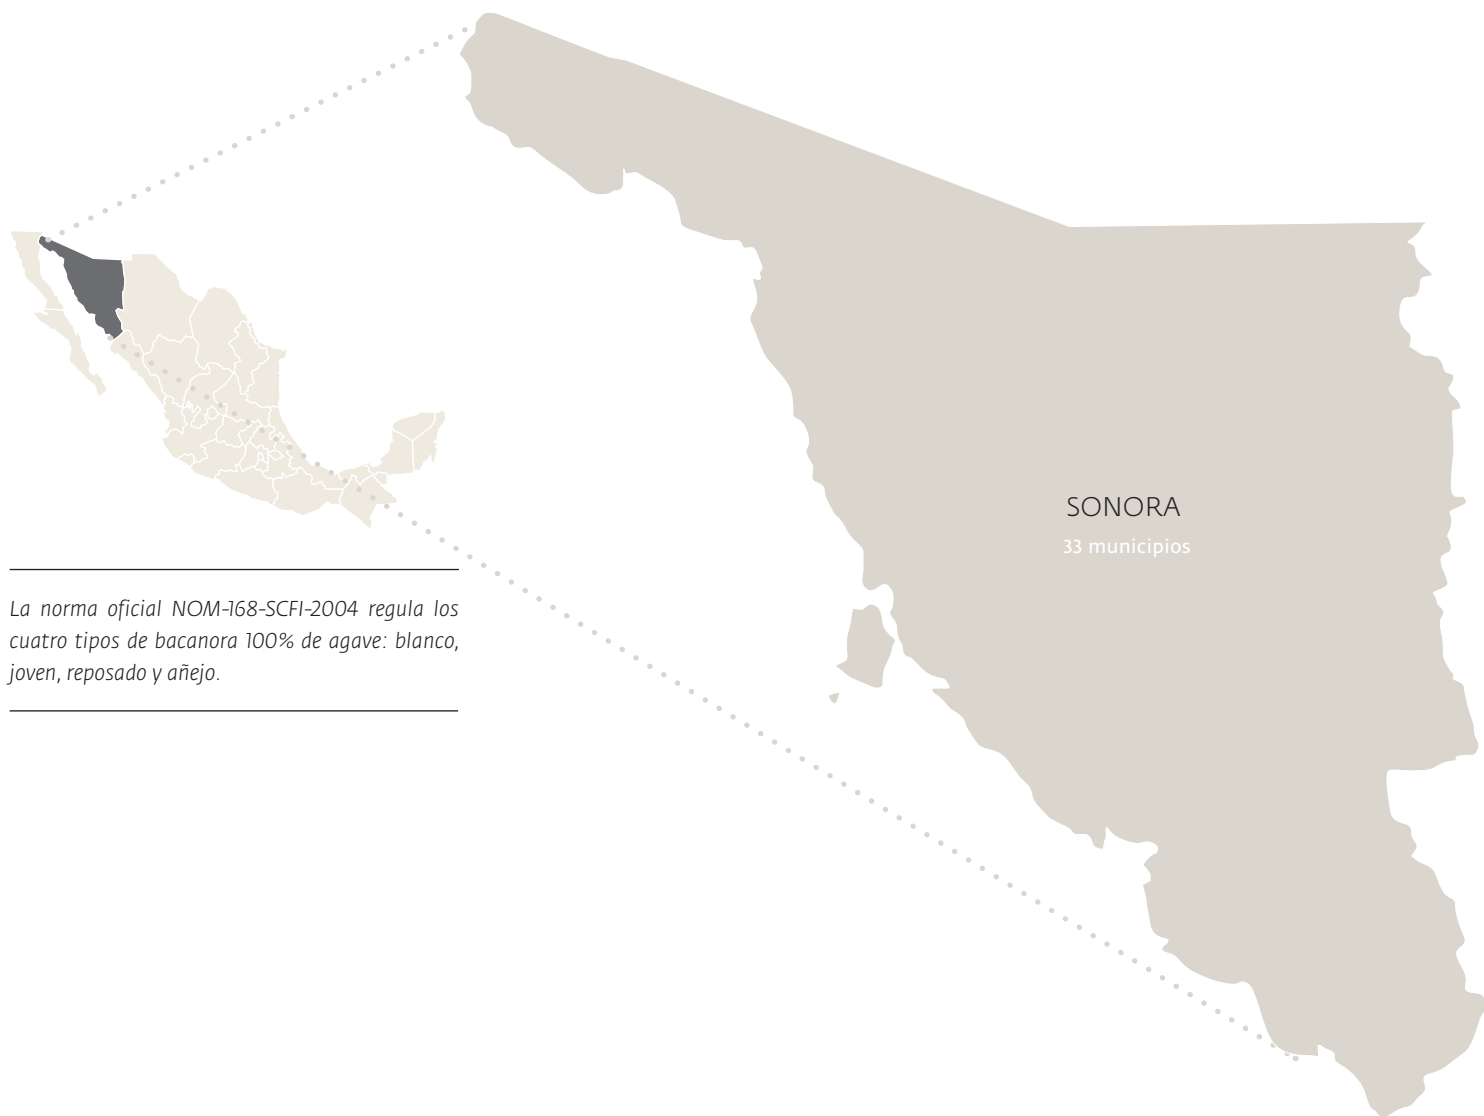 SONORA
33 municipios
La norma oficial NOM-168-SCFI-2004 regula los
cuatro tipos de bacanora 100% de agave: blanco,
joven, reposado y añejo.